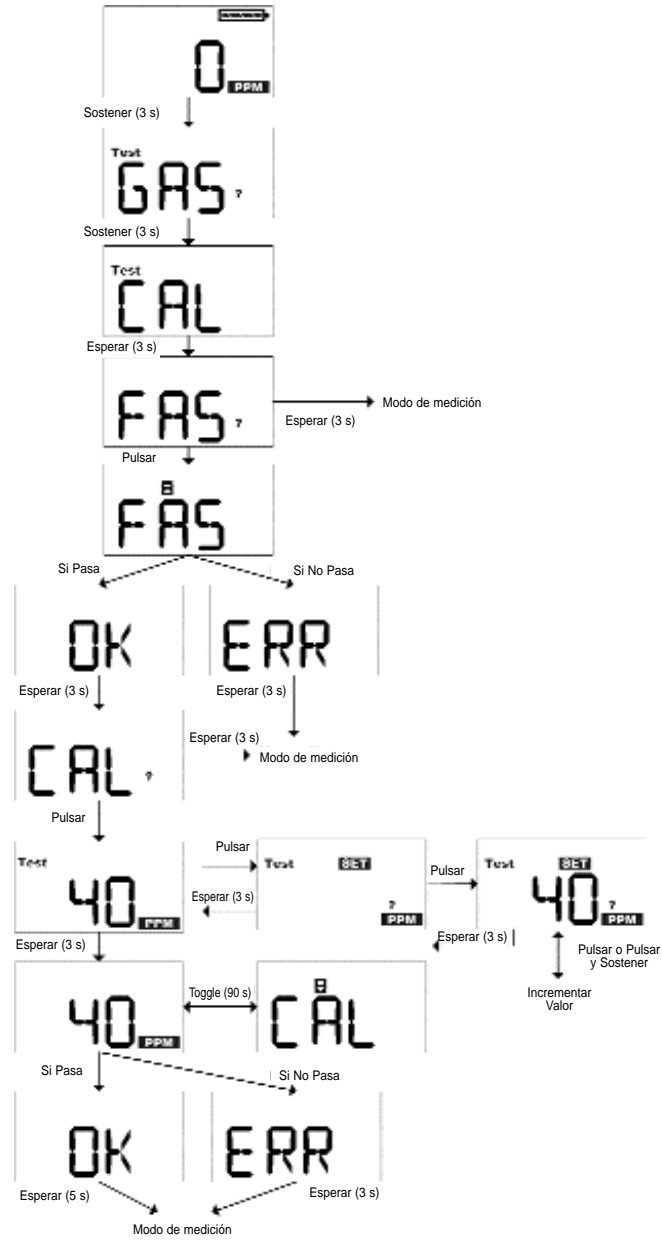 0 PPM
Sostener (3 s)
Test
GAS ?
Sostener (3 s)
Test
CAL
Esperar (3 s)
FAS ?
Esperar (3 s)
Modo de medición
Pulsar
FAS
Si Pasa
Si No Pasa
OK
ERR
Esperar (3 s)
Esperar (3 s)
CAL ?
Esperar (3 s)
Modo de medición
Pulsar
Test
40 PPM
Pulsar
Esperar (3 s)
Test SET
?
PPM
Pulsar
Esperar (3 s)
Test SET
40 ?
PPM
Pulsar o Pulsar
y Sostener
Incrementar
Valor
Esperar (3 s)
40 PPM
Toggle (90 s)
CAL
Si Pasa
Si No Pasa
OK
ERR
Esperar (5 s)
Esperar (3 s)
Modo de medición